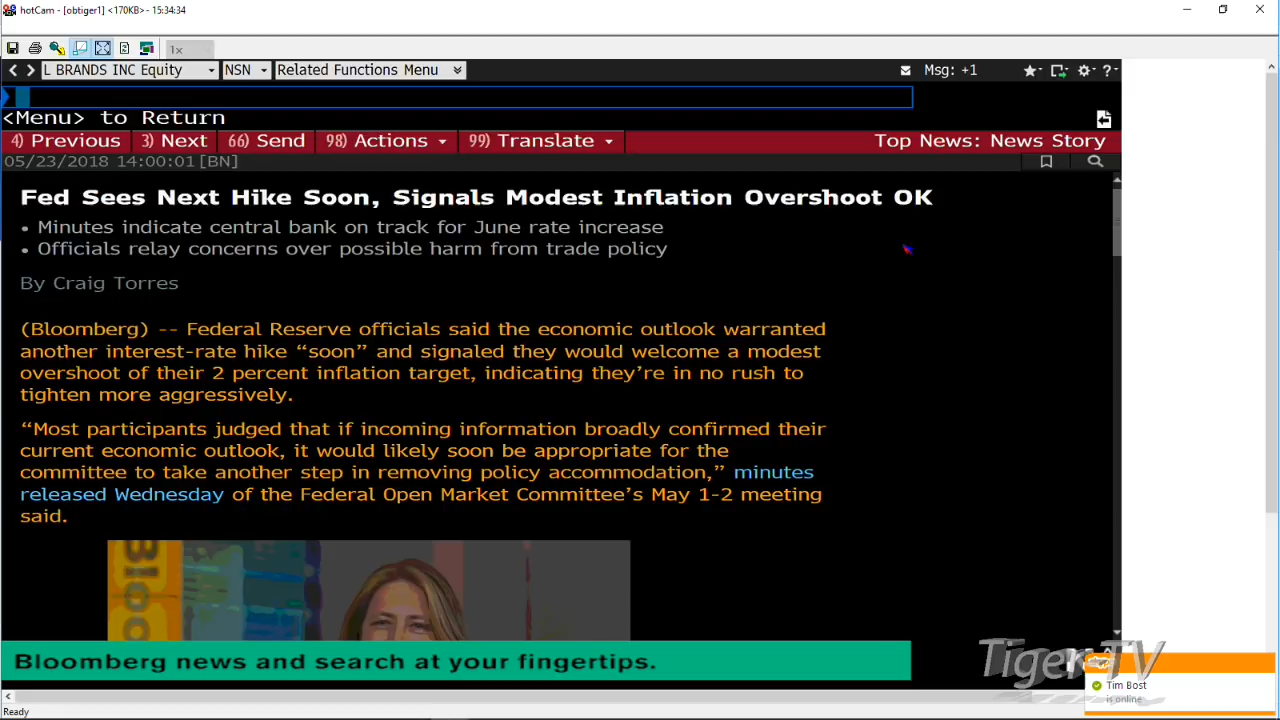 hotCam - [obtiger1] <170KB> - 15:34:34
1x
L BRANDS INC Equity NSN Related Functions Menu Msg: +1
<Menu> to Return
4) Previous 3) Next 66) Send 98) Actions 99) Translate Top News: News Story
05/23/2018 14:00:01 [BN]
Fed Sees Next Hike Soon, Signals Modest Inflation Overshoot OK
• Minutes indicate central bank on track for June rate increase
• Officials relay concerns over possible harm from trade policy
By Craig Torres
(Bloomberg) -- Federal Reserve officials said the economic outlook warranted
another interest-rate hike “soon” and signaled they would welcome a modest
overshoot of their 2 percent inflation target, indicating they’re in no rush to
tighten more aggressively.
“Most participants judged that if incoming information broadly confirmed their
current economic outlook, it would likely soon be appropriate for the
committee to take another step in removing policy accommodation,” minutes
released Wednesday of the Federal Open Market Committee’s May 1-2 meeting
said.
Bloo
Bloomberg news and search at your fingertips.
Tiger TV
Tim Bost
is online
Ready